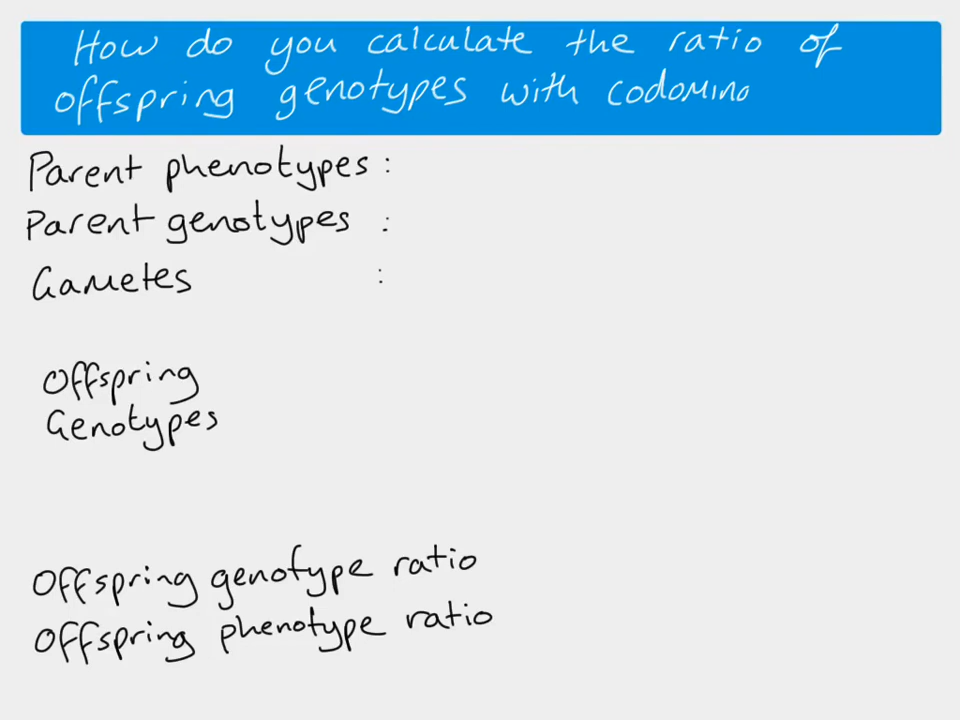 How do you calculate the ratio of
offspring genotypes with codomino
Parent phenotypes :
Parent genotypes :
Gametes :
Offspring
Genotypes
Offspring genotype ratio
Offspring phenotype ratio